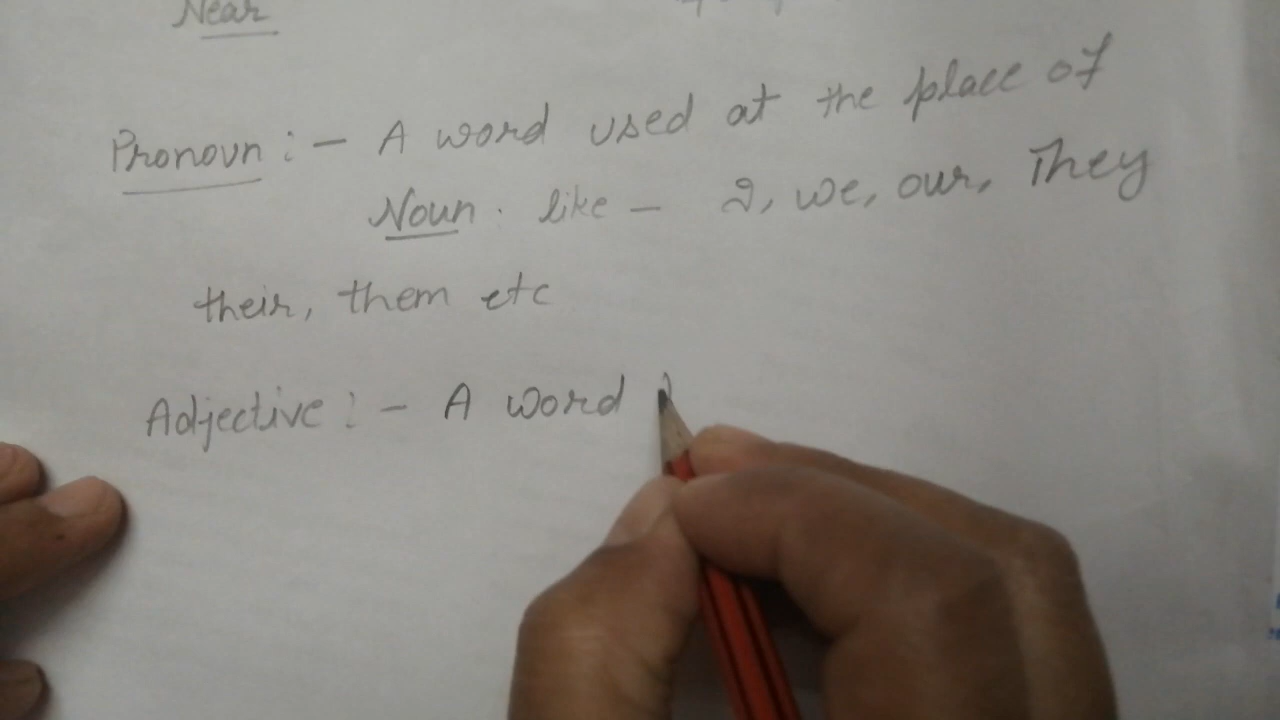 Near
Pronoun :- A word used at the place of
Noun. like - I, we, our, They
their, them etc
Adjective :- A word